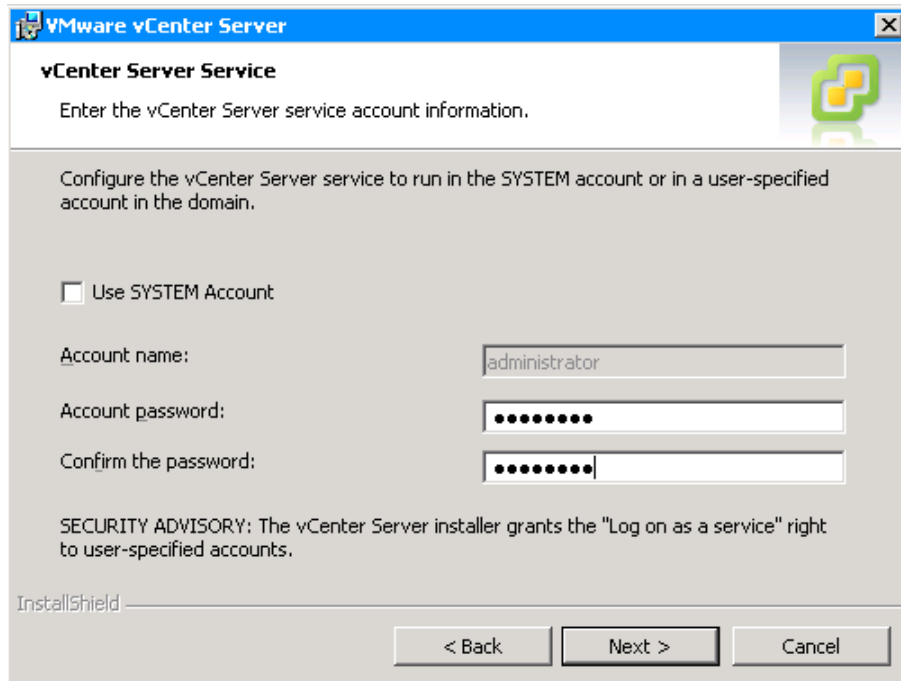 VMware vCenter Server
vCenter Server Service
Enter the vCenter Server service account information.
Configure the vCenter Server service to run in the SYSTEM account or in a user-specified
account in the domain.
Use SYSTEM Account
Account name:
administrator
Account password:
••••••••
Confirm the password:
••••••••
SECURITY ADVISORY: The vCenter Server installer grants the "Log on as a service" right
to user-specified accounts.
InstallShield
< Back
Next >
Cancel